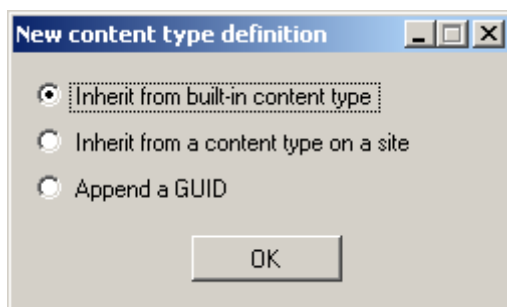 New content type definition
Inherit from built-in content type
Inherit from a content type on a site
Append a GUID
OK